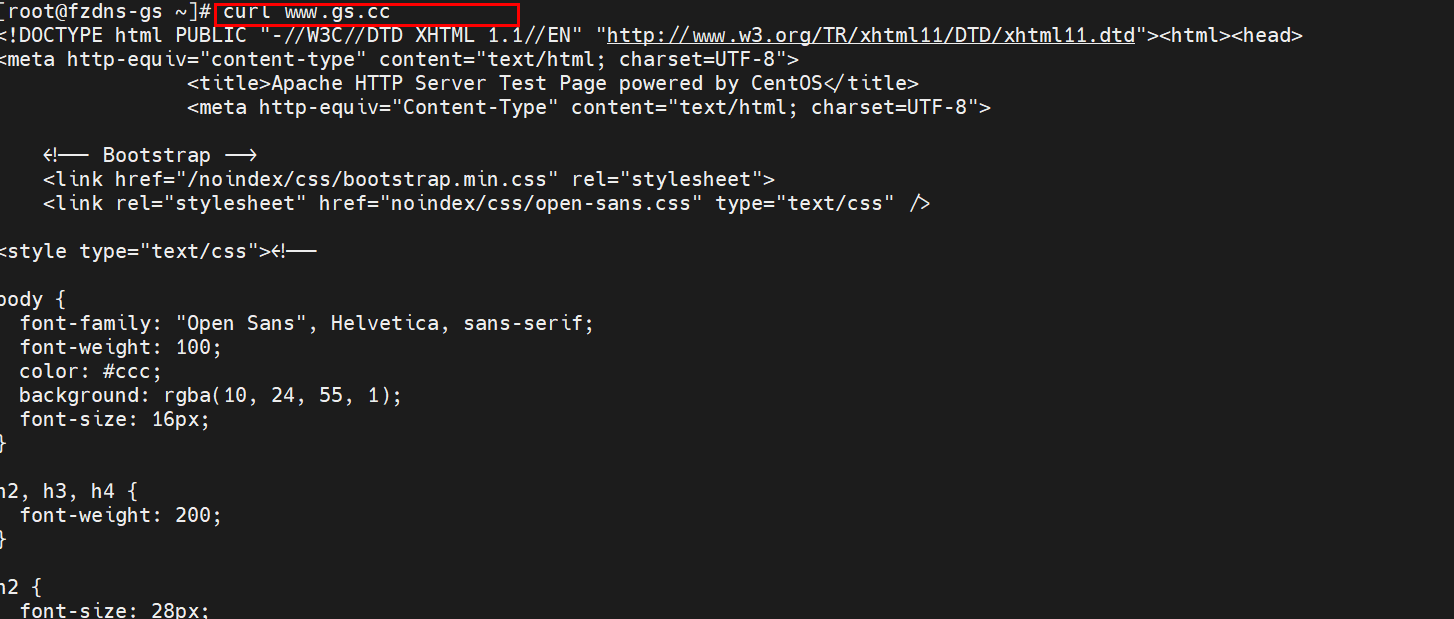 [root@fzdns-gs ~]# curl www.gs.cc
<!DOCTYPE html PUBLIC "-//W3C//DTD XHTML 1.1//EN" "http://www.w3.org/TR/xhtml11/DTD/xhtml11.dtd"><html><head>
<meta http-equiv="content-type" content="text/html; charset=UTF-8">
<title>Apache HTTP Server Test Page powered by CentOS</title>
<meta http-equiv="Content-Type" content="text/html; charset=UTF-8">
<!-- Bootstrap -->
<link href="/noindex/css/bootstrap.min.css" rel="stylesheet">
<link rel="stylesheet" href="noindex/css/open-sans.css" type="text/css" />
<style type="text/css"><!--
body {
font-family: "Open Sans", Helvetica, sans-serif;
font-weight: 100;
color: #ccc;
background: rgba(10, 24, 55, 1);
font-size: 16px;
}
h2, h3, h4 {
font-weight: 200;
}
h2 {
font-size: 28px;